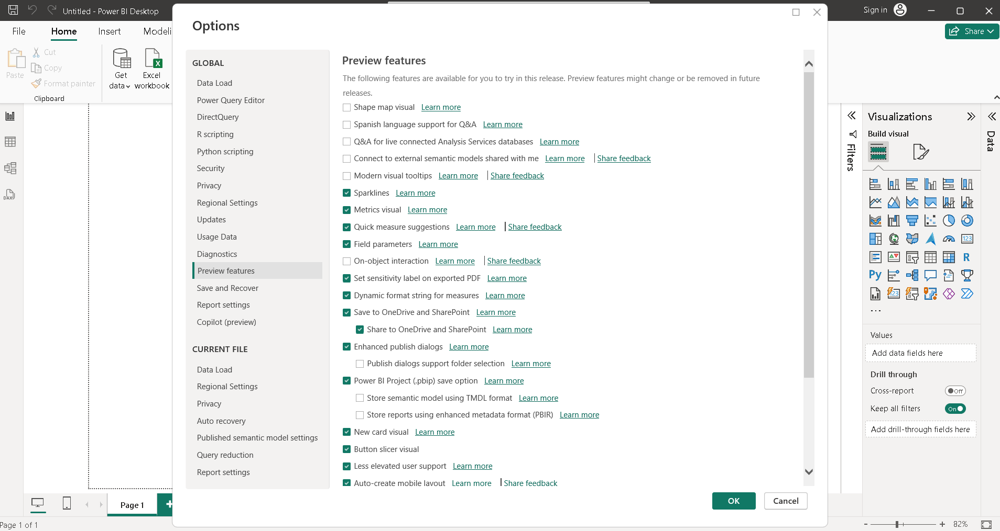 Untitled - Power BI Desktop
Sign in
File
Home
Insert
Modeli
Share
Paste
Cut
Copy
Format painter
Clipboard
Get data
Excel workbook
Options
GLOBAL
Data Load
Power Query Editor
DirectQuery
R scripting
Python scripting
Security
Privacy
Regional Settings
Updates
Usage Data
Diagnostics
Preview features
Save and Recover
Report settings
Copilot (preview)
CURRENT FILE
Data Load
Regional Settings
Privacy
Auto recovery
Published semantic model settings
Query reduction
Report settings
Preview features
The following features are available for you to try in this release. Preview features might change or be removed in future
releases.
Shape map visual Learn more
Spanish language support for Q&A Learn more
Q&A for live connected Analysis Services databases Learn more
Connect to external semantic models shared with me Learn more | Share feedback
Modern visual tooltips Learn more | Share feedback
Sparklines Learn more
Metrics visual Learn more
Quick measure suggestions Learn more | Share feedback
Field parameters Learn more
On-object interaction Learn more | Share feedback
Set sensitivity label on exported PDF Learn more
Dynamic format string for measures Learn more
Save to OneDrive and SharePoint Learn more
Share to OneDrive and SharePoint Learn more
Enhanced publish dialogs Learn more
Publish dialogs support folder selection Learn more
Power BI Project (.pbip) save option Learn more
Store semantic model using TMDL format Learn more
Store reports using enhanced metadata format (PBIR) Learn more
New card visual Learn more
Button slicer visual
Less elevated user support Learn more
Auto-create mobile layout Learn more | Share feedback
OK
Cancel
Filters
Visualizations
Build visual
123
R
Py
123
...
Values
Add data fields here
Drill through
Cross-report Off
Keep all filters On
Add drill-through fields here
Data
DAX
Page 1
Page 1 of 1
82%